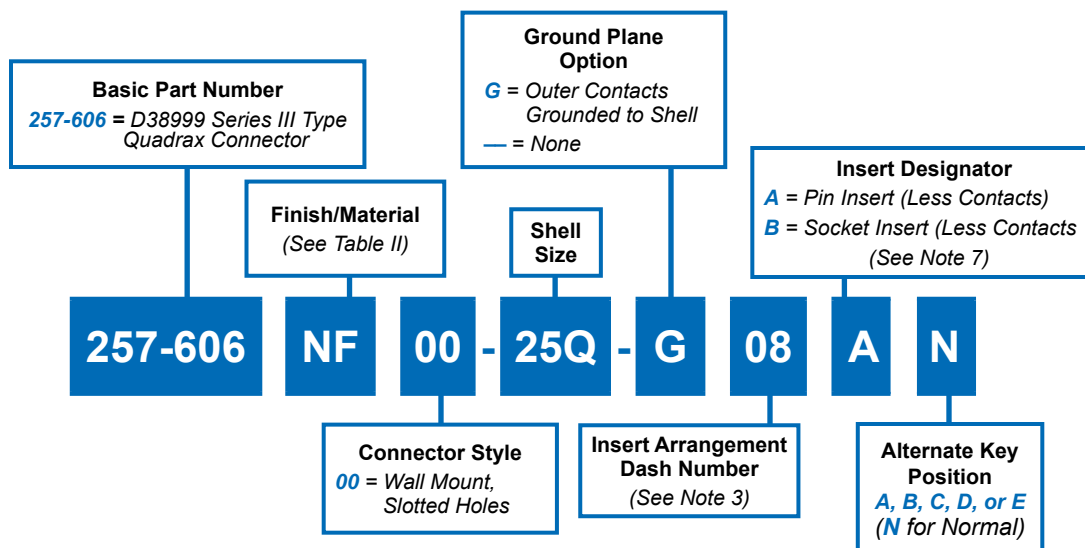 Basic Part Number
257-606 = D38999 Series III Type
Quadrax Connector
Finish/Material
(See Table II)
Shell
Size
Ground Plane
Option
G = Outer Contacts
Grounded to Shell
— = None
Insert Designator
A = Pin Insert (Less Contacts)
B = Socket Insert (Less Contacts
(See Note 7)
257-606 NF 00 - 25Q - G 08 A N
Connector Style
00 = Wall Mount,
Slotted Holes
Insert Arrangement
Dash Number
(See Note 3)
Alternate Key
Position
A, B, C, D, or E
(N for Normal)